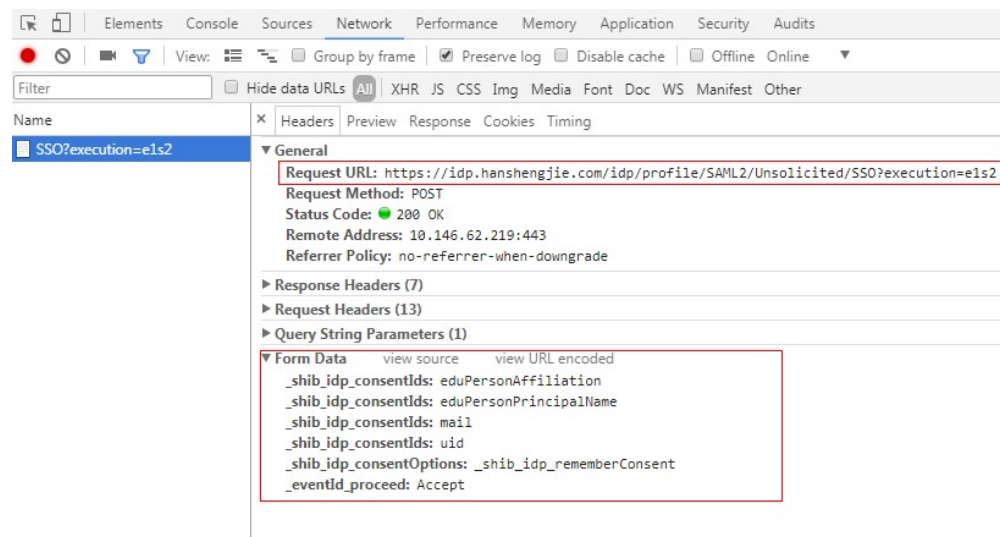 Elements Console Sources Network Performance Memory Application Security Audits
View: Group by frame Preserve log Disable cache Offline Online
Filter Hide data URLs All XHR JS CSS Img Media Font Doc WS Manifest Other
Name × Headers Preview Response Cookies Timing
SSO?execution=e1s2
General
Request URL: https://idp.hanshengjie.com/idp/profile/SAML2/Unsolicited/SSO?execution=e1s2
Request Method: POST
Status Code: 200 OK
Remote Address: 10.146.62.219:443
Referrer Policy: no-referrer-when-downgrade
Response Headers (7)
Request Headers (13)
Query String Parameters (1)
Form Data view source view URL encoded
_shib_idp_consentIds: eduPersonAffiliation
_shib_idp_consentIds: eduPersonPrincipalName
_shib_idp_consentIds: mail
_shib_idp_consentIds: uid
_shib_idp_consentOptions: _shib_idp_rememberConsent
_eventId_proceed: Accept